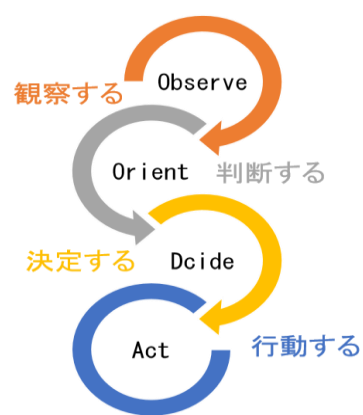 Observe
観察する
Orient 判断する
決定する Dcide
Act 行動する